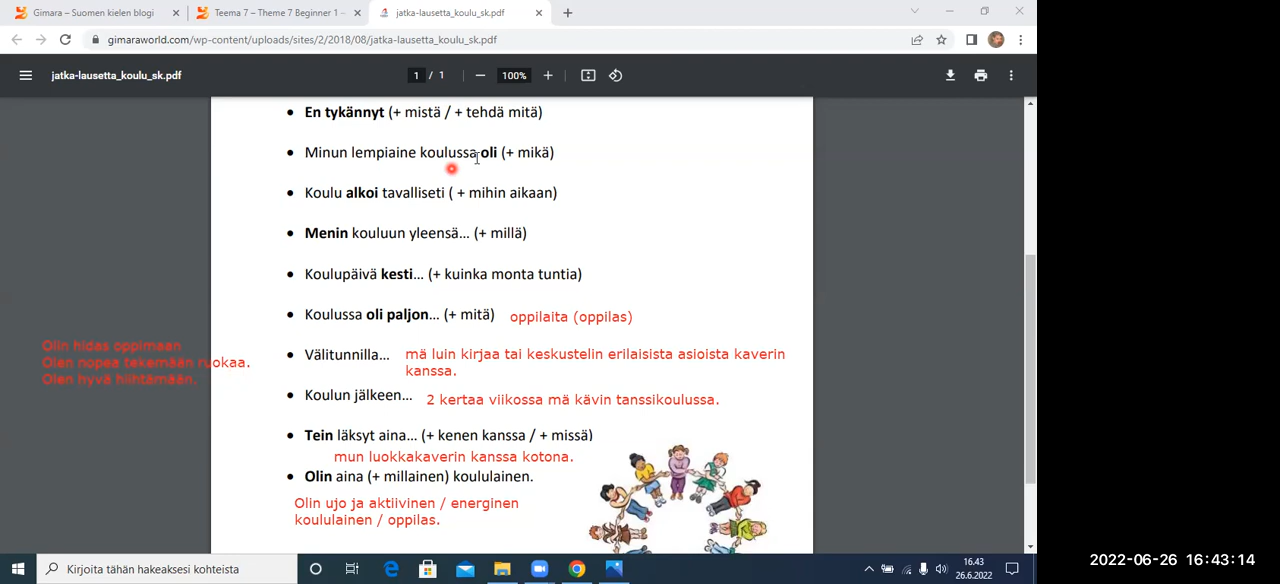 Gimara – Suomen kielen blogi
Teema 7 – Theme 7 Beginner 1 –
jatka-lausetta_koulu_sk.pdf
gimaraworld.com/wp-content/uploads/sites/2/2018/08/jatka-lausetta_koulu_sk.pdf
jatka-lausetta_koulu_sk.pdf
1 / 1
100%
• En tykännyt (+ mistä / + tehdä mitä)
• Minun lempiaine koulussa oli (+ mikä)
• Koulu alkoi tavalliseti ( + mihin aikaan)
• Menin kouluun yleensä... (+ millä)
• Koulupäivä kesti... (+ kuinka monta tuntia)
• Koulussa oli paljon... (+ mitä) oppilaita (oppilas)
Olin hidas oppimaan
Olen nopea tekemään ruokaa.
Olen hyvä hiihtämään.
• Välitunnilla... mä luin kirjaa tai keskustelin erilaisista asioista kaverin
kanssa.
• Koulun jälkeen... 2 kertaa viikossa mä kävin tanssikoulussa.
• Tein läksyt aina... (+ kenen kanssa / + missä)
mun luokkakaverin kanssa kotona.
• Olin aina (+ millainen) koululainen.
Olin ujo ja aktiivinen / energinen
koululainen / oppilas.
Kirjoita tähän hakeaksesi kohteista
16.43
26.6.2022
2022-06-26 16:43:14